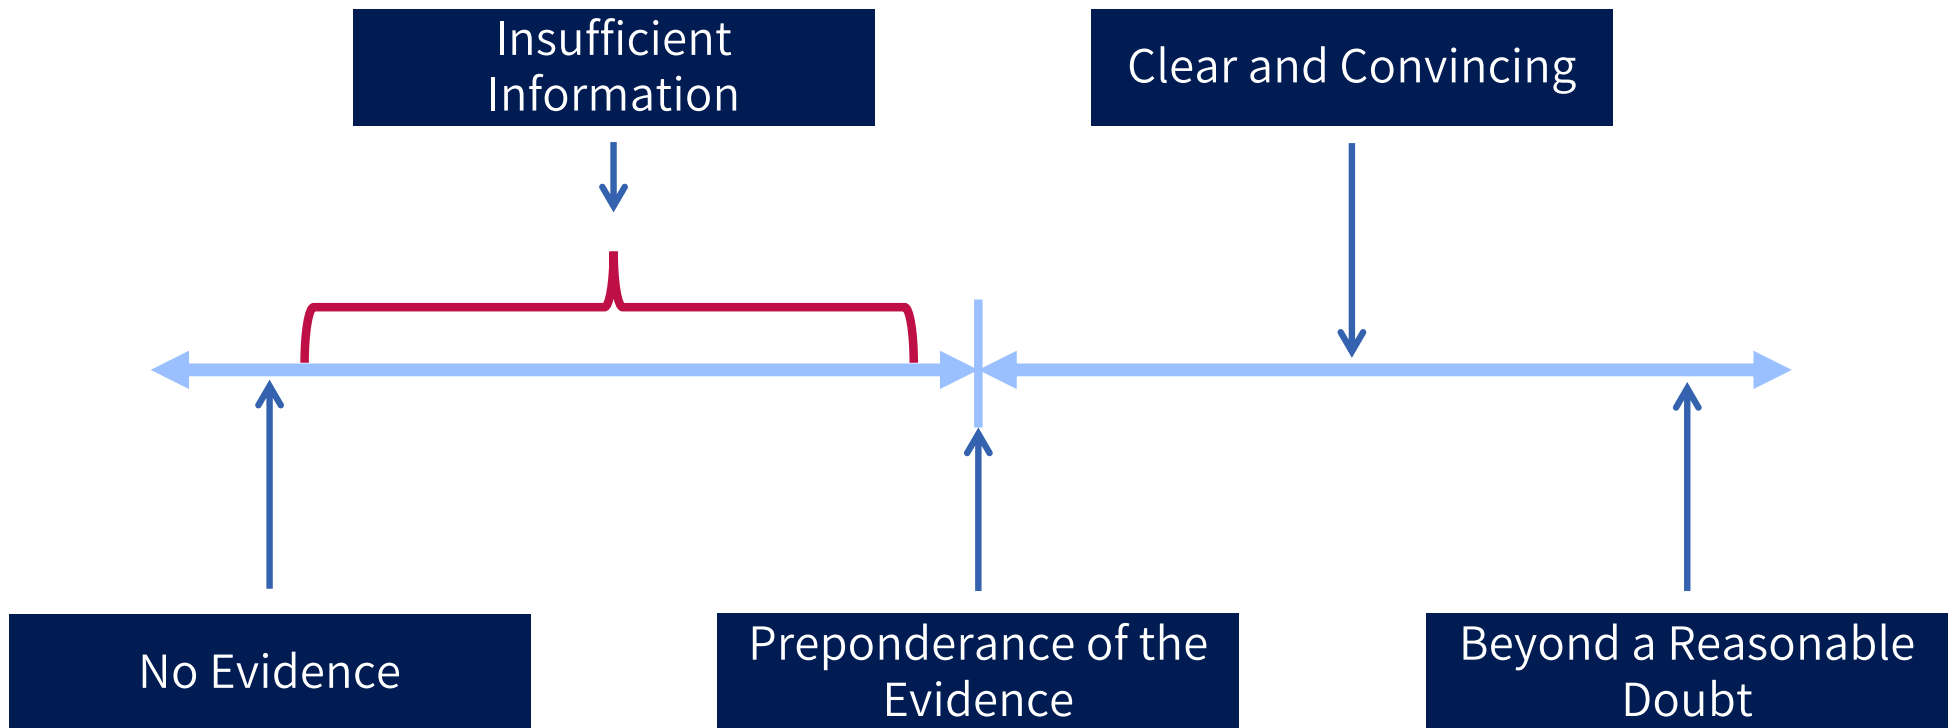 Insufficient
Information
Clear and Convincing
No Evidence
Preponderance of the
Evidence
Beyond a Reasonable
Doubt